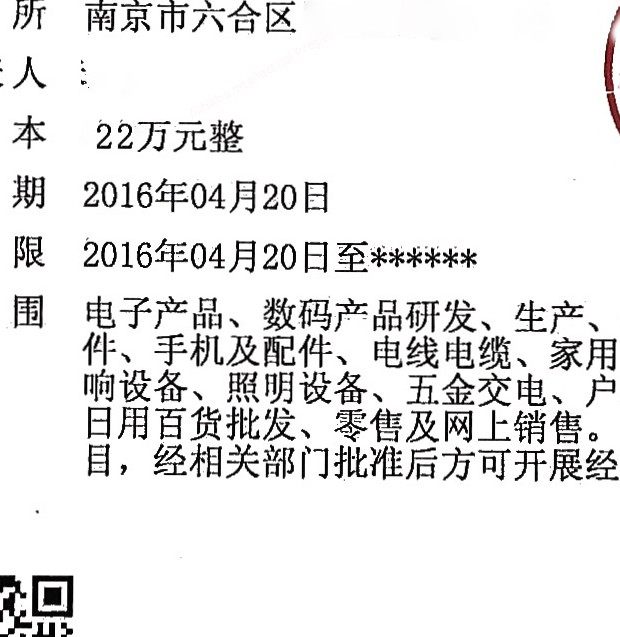 所 南京市六合区
人
本 22万元整
期 2016年04月20日
限 2016年04月20日至******
围 电子产品、数码产品研发、生产、
件、手机及配件、电线电缆、家用
响设备、照明设备、五金交电、户
日用百货批发、零售及网上销售。
目，经相关部门批准后方可开展经